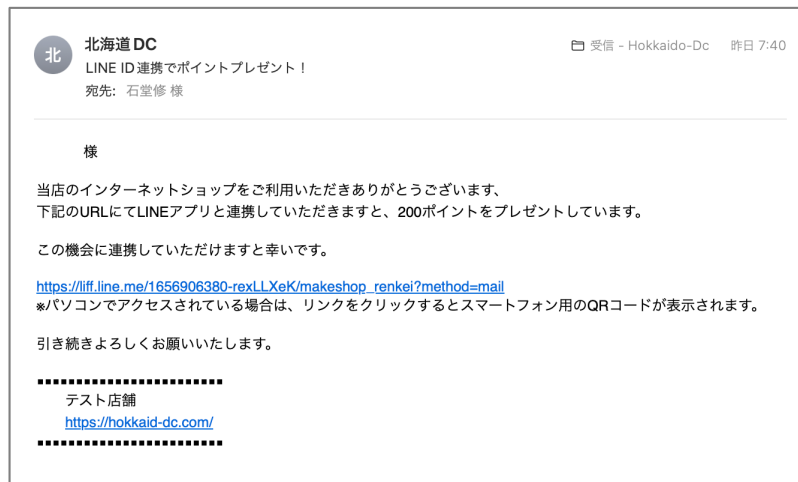 北
北海道DC
受信 - Hokkaido-Dc 昨日 7:40
LINE ID連携でポイントプレゼント！
宛先: 石堂修 様
様
当店のインターネットショップをご利用いただきありがとうございます、
下記のURLにてLINEアプリと連携していただきますと、200ポイントをプレゼントしています。
この機会に連携していただけますと幸いです。
https://liff.line.me/1656906380-rexLLXeK/makeshop_renkei?method=mail
※パソコンでアクセスされている場合は、リンクをクリックするとスマートフォン用のQRコードが表示されます。
引き続きよろしくお願いいたします。
■■■■■■■■■■■■■■■■■■■■■■■■
テスト店舗
https://hokkaid-dc.com/
■■■■■■■■■■■■■■■■■■■■■■■■